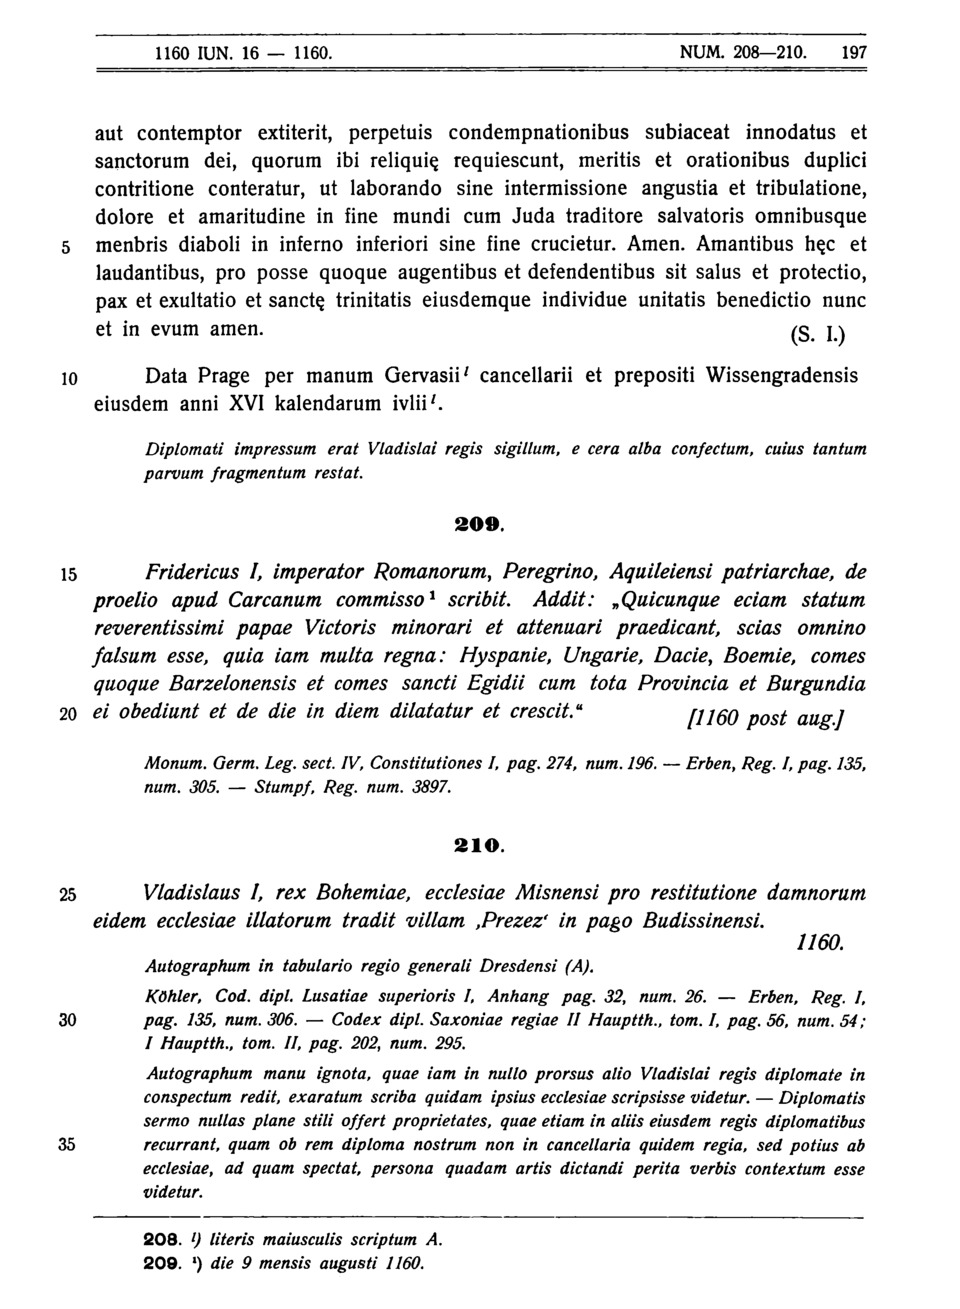 1160 IUN. 16 — 1160. NUM. 208—210. 197
aut contemptor extiterit, perpetuis condempnationibus subiaceat innodatus et
sanctorum dei, quorum ibi reliquię requiescunt, meritis et orationibus duplici
contritione conteratur, ut laborando sine intermissione angustia et tribulatione,
dolore et amaritudine in fine mundi cum Juda traditore salvatoris omnibusque
5 menbris diaboli in inferno inferiori sine fine crucietur. Amen. Amantibus hęc et
laudantibus, pro posse quoque augentibus et defendentibus sit salus et protectio,
pax et exultatio et sanctę trinitatis eiusdemque individue unitatis benedictio nunc
et in evum amen. (S. I.)
10 Data Prage per manum Gervasii ˡ cancellarii et prepositi Wissengradensis
eiusdem anni XVI kalendarum ivlii ˡ.
Diplomati impressum erat Vladislai regis sigillum, e cera alba confectum, cuius tantum
parvum fragmentum restat.
209.
15 Fridericus I, imperator Romanorum, Peregrino, Aquileiensi patriarchae, de
proelio apud Carcanum commisso ¹ scribit. Addit: „Quicunque eciam statum
reverentissimi papae Victoris minorari et attenuari praedicant, scias omnino
falsum esse, quia iam multa regna: Hyspanie, Ungarie, Dacie, Boemie, comes
quoque Barzelonensis et comes sancti Egidii cum tota Provincia et Burgundia
20 ei obediunt et de die in diem dilatatur et crescit.“ [1160 post aug.]
Monum. Germ. Leg. sect. IV, Constitutiones I, pag. 274, num. 196. — Erben, Reg. I, pag. 135,
num. 305. — Stumpf, Reg. num. 3897.
210.
25 Vladislaus I, rex Bohemiae, ecclesiae Misnensi pro restitutione damnorum
eidem ecclesiae illatorum tradit villam ‚Prezez‘ in pago Budissinensi.
1160.
Autographum in tabulario regio generali Dresdensi (A).
Köhler, Cod. dipl. Lusatiae superioris I, Anhang pag. 32, num. 26. — Erben, Reg. I,
30 pag. 135, num. 306. — Codex dipl. Saxoniae regiae II Hauptth., tom. I, pag. 56, num. 54;
I Hauptth., tom. II, pag. 202, num. 295.
Autographum manu ignota, quae iam in nullo prorsus alio Vladislai regis diplomate in
conspectum redit, exaratum scriba quidam ipsius ecclesiae scripsisse videtur. — Diplomatis
sermo nullas plane stili offert proprietates, quae etiam in aliis eiusdem regis diplomatibus
35 recurrant, quam ob rem diploma nostrum non in cancellaria quidem regia, sed potius ab
ecclesiae, ad quam spectat, persona quadam artis dictandi perita verbis contextum esse
videtur.
208. ˡ) literis maiusculis scriptum A.
209. ¹) die 9 mensis augusti 1160.